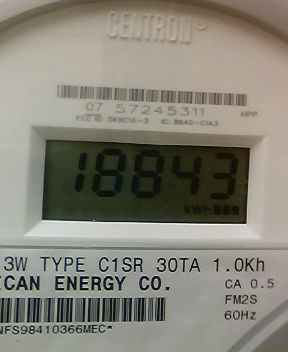 CENTRON®
07 57245311 HPP
18843
kWh
3W TYPE C1SR 30TA 1.0Kh
ICAN ENERGY CO. CA 0.5
FM2S
NFS98410366MEC* 60Hz